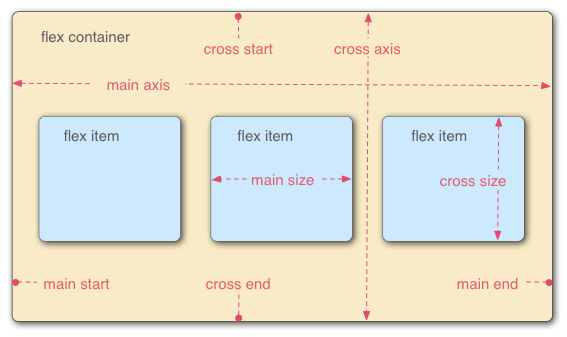 flex container
cross start
cross axis
main axis
flex item
flex item
flex item
main size
cross size
main start
cross end
main end